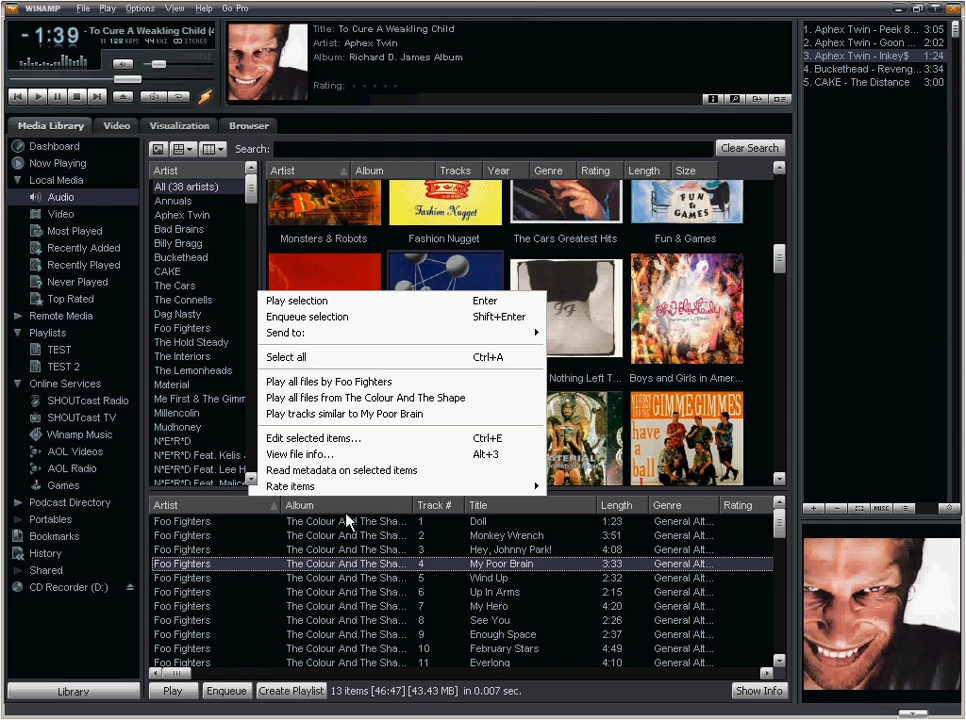 WINAMP File Play Options View Help Go Pro
-1:39
To Cure A Weakling Child (4
128 KBPS 44 KHZ STEREO
Title: To Cure A Weakling Child
Artist: Aphex Twin
Album: Richard D. James Album
Rating:
1. Aphex Twin - Peek 8... 3:05
2. Aphex Twin - Goon ... 2:02
3. Aphex Twin - Inkey$ 1:24
4. Buckethead - Reveng... 3:34
5. CAKE - The Distance 3:00
Media Library Video Visualization Browser
Search: Clear Search
Dashboard
Now Playing
Local Media
Audio
Video
Most Played
Recently Added
Recently Played
Never Played
Top Rated
Remote Media
Playlists
TEST
TEST 2
Online Services
SHOUTcast Radio
SHOUTcast TV
Winamp Music
AOL Videos
AOL Radio
Games
Podcast Directory
Portables
Bookmarks
History
Shared
CD Recorder (D:)
Library
Artist
All (38 artists)
Annuals
Aphex Twin
Bad Brains
Billy Bragg
Buckethead
CAKE
The Cars
The Connells
Dag Nasty
Foo Fighters
The Hold Steady
The Interiors
The Lemonheads
Material
Me First & The Gimm
Millencolin
Mudhoney
N*E*R*D
N*E*R*D Feat. Kelis
N*E*R*D Feat. Lee H
N*E*R*D Feat. Malice
Artist Album Tracks Year Genre Rating Length Size
Fashion Nugget
FUN & GAMES
Monsters & Robots Fashion Nugget The Cars Greatest Hits Fun & Games
Nothing Left T... Boys and Girls in Amer...
GIMMEGIMMES
have a ball
Play selection Enter
Enqueue selection Shift+Enter
Send to:
Select all Ctrl+A
Play all files by Foo Fighters
Play all files from The Colour And The Shape
Play tracks similar to My Poor Brain
Edit selected items... Ctrl+E
View file info... Alt+3
Read metadata on selected items
Rate items
Artist Album Track # Title Length Genre Rating
Foo Fighters The Colour And The Sha... 1 Doll 1:23 General Alt...
Foo Fighters The Colour And The Sha... 2 Monkey Wrench 3:51 General Alt...
Foo Fighters The Colour And The Sha... 3 Hey, Johnny Park! 4:08 General Alt...
Foo Fighters The Colour And The Sha... 4 My Poor Brain 3:33 General Alt...
Foo Fighters The Colour And The Sha... 5 Wind Up 2:32 General Alt...
Foo Fighters The Colour And The Sha... 6 Up In Arms 2:15 General Alt...
Foo Fighters The Colour And The Sha... 7 My Hero 4:20 General Alt...
Foo Fighters The Colour And The Sha... 8 See You 2:26 General Alt...
Foo Fighters The Colour And The Sha... 9 Enough Space 2:37 General Alt...
Foo Fighters The Colour And The Sha... 10 February Stars 4:49 General Alt...
Foo Fighters The Colour And The Sha... 11 Everlong 4:10 General Alt...
MISC
Play Enqueue Create Playlist 13 items [46:47] [43.43 MB] in 0.007 sec. Show Info